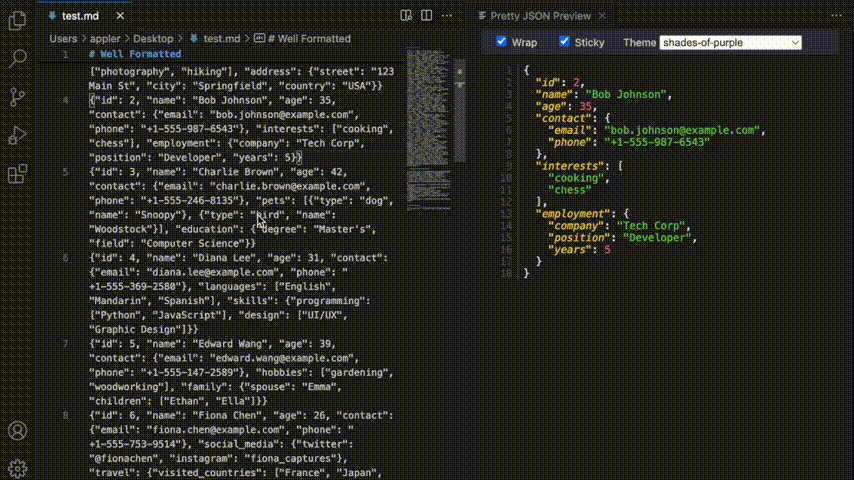 test.md
Users > appler > Desktop > test.md > # Well Formatted
1 # Well Formatted
["photography", "hiking"], "address": {"street": "123
Main St", "city": "Springfield", "country": "USA"}}
4 {"id": 2, "name": "Bob Johnson", "age": 35,
"contact": {"email": "bob.johnson@example.com",
"phone": "+1-555-987-6543"}, "interests": ["cooking",
"chess"], "employment": {"company": "Tech Corp",
"position": "Developer", "years": 5}}
5 {"id": 3, "name": "Charlie Brown", "age": 42,
"contact": {"email": "charlie.brown@example.com",
"phone": "+1-555-246-8135"}, "pets": [{"type": "dog",
"name": "Snoopy"}, {"type": "bird", "name":
"Woodstock"}], "education": {"degree": "Master's",
"field": "Computer Science"}}
6 {"id": 4, "name": "Diana Lee", "age": 31, "contact":
{"email": "diana.lee@example.com", "phone": "
+1-555-369-2580"}, "languages": ["English",
"Mandarin", "Spanish"], "skills": {"programming":
["Python", "JavaScript"], "design": ["UI/UX",
"Graphic Design"]}}
7 {"id": 5, "name": "Edward Wang", "age": 39,
"contact": {"email": "edward.wang@example.com",
"phone": "+1-555-147-2589"}, "hobbies": ["gardening",
"woodworking"], "family": {"spouse": "Emma",
"children": ["Ethan", "Ella"]}}
8 {"id": 6, "name": "Fiona Chen", "age": 26, "contact":
{"email": "fiona.chen@example.com", "phone": "
+1-555-753-9514"}, "social_media": {"twitter":
"@fionachen", "instagram": "fiona_captures"},
"travel": {"visited_countries": ["France", "Japan",
Pretty JSON Preview
Wrap Sticky Theme shades-of-purple
1 {
2 "id": 2,
3 "name": "Bob Johnson",
4 "age": 35,
5 "contact": {
6 "email": "bob.johnson@example.com",
7 "phone": "+1-555-987-6543"
8 },
9 "interests": [
10 "cooking",
11 "chess"
12 ],
13 "employment": {
14 "company": "Tech Corp",
15 "position": "Developer",
16 "years": 5
17 }
18 }